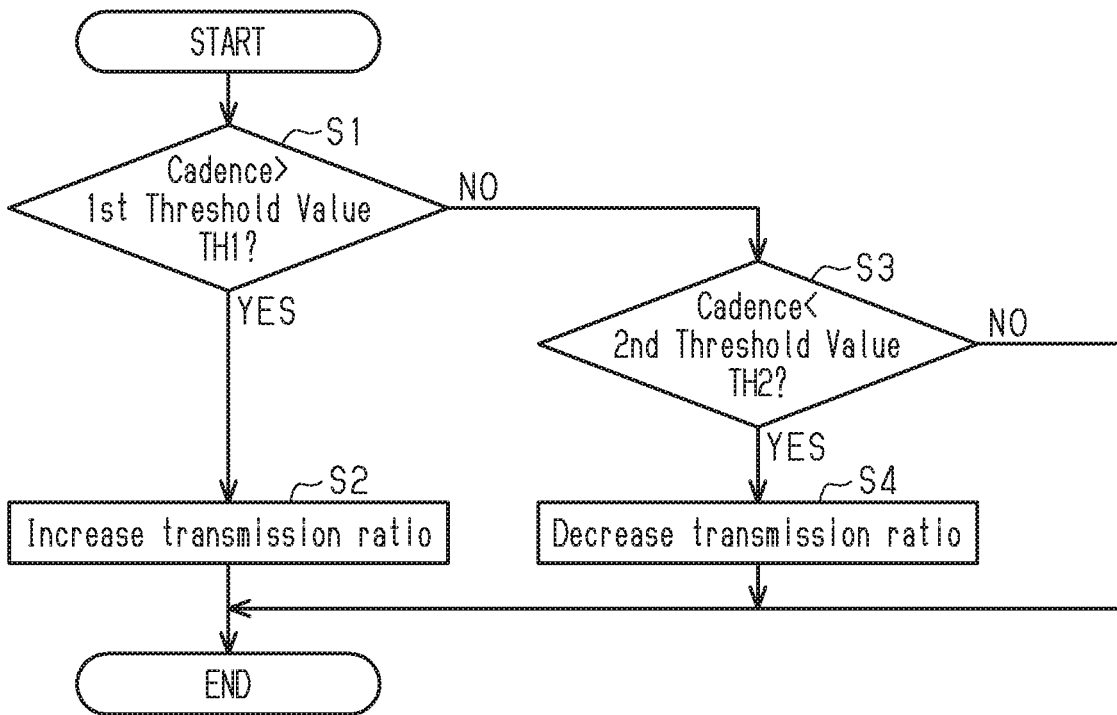 START
S1
Cadence>
1st Threshold Value
TH1?
NO
YES
S3
Cadence<
2nd Threshold Value
TH2?
NO
YES
S2
Increase transmission ratio
S4
Decrease transmission ratio
END